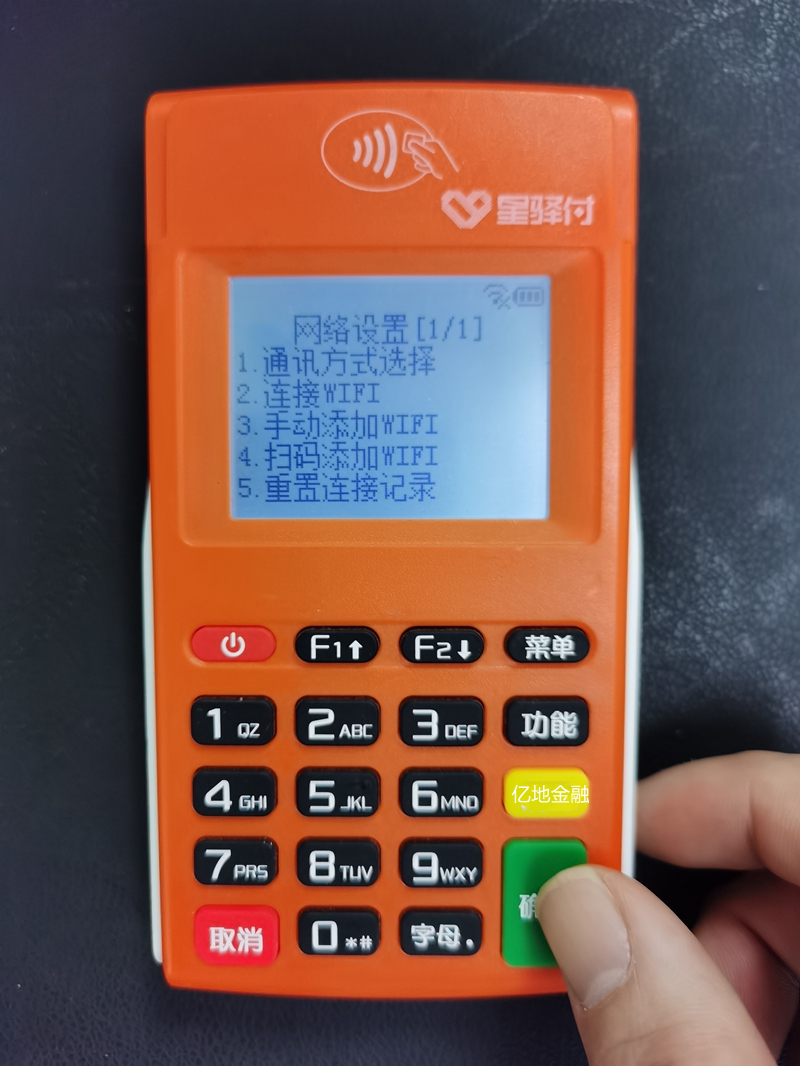 星驿付
网络设置[1/1]
1.通讯方式选择
2.连接WIFI
3.手动添加WIFI
4.扫码添加WIFI
5.重置连接记录
F1↑ F2↓ 菜单
1 QZ 2 ABC 3 DEF 功能
4 GHI 5 JKL 6 MNO 亿地金融
7 PRS 8 TUV 9 WXY
取消 0 *# 字母.